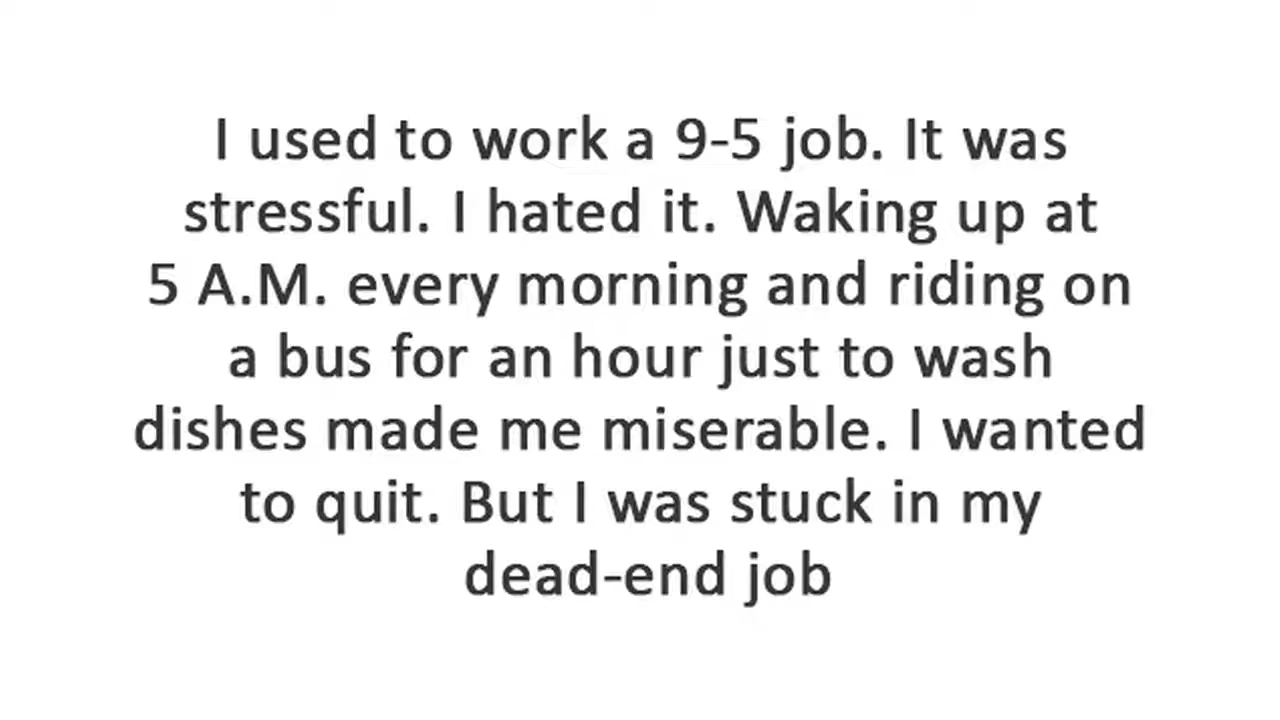 I used to work a 9-5 job. It was
stressful. I hated it. Waking up at
5 A.M. every morning and riding on
a bus for an hour just to wash
dishes made me miserable. I wanted
to quit. But I was stuck in my
dead-end job